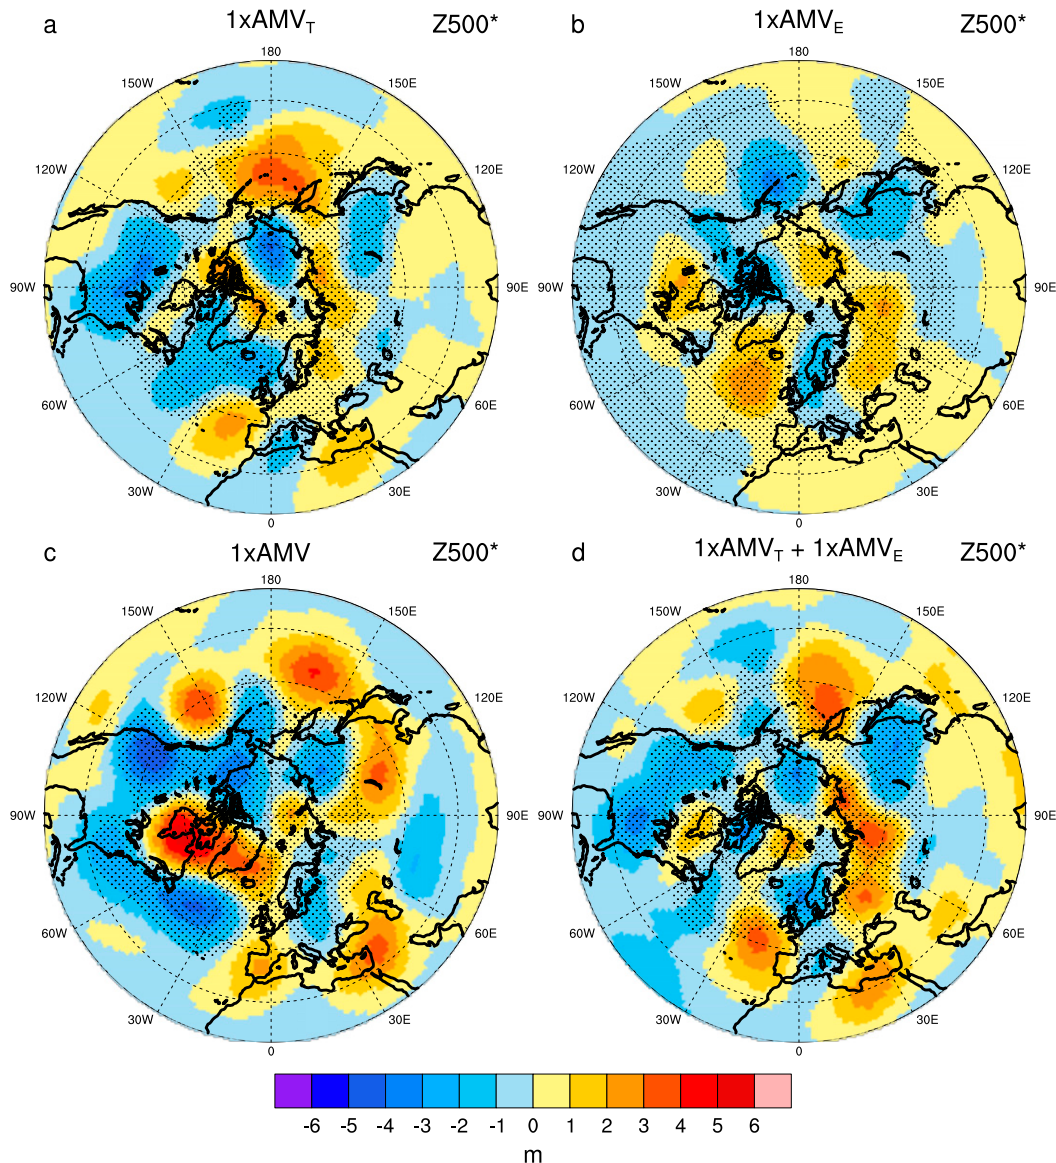 a 1xAMV_T Z500*
180
150W 150E
120W 120E
90W 90E
60W 60E
30W 30E
0
b 1xAMV_E Z500*
180
150W 150E
120W 120E
90W 90E
60W 60E
30W 30E
0
c 1xAMV Z500*
180
150W 150E
120W 120E
90W 90E
60W 60E
30W 30E
0
d 1xAMV_T + 1xAMV_E Z500*
180
150W 150E
120W 120E
90W 90E
60W 60E
30W 30E
0
-6 -5 -4 -3 -2 -1 0 1 2 3 4 5 6
m